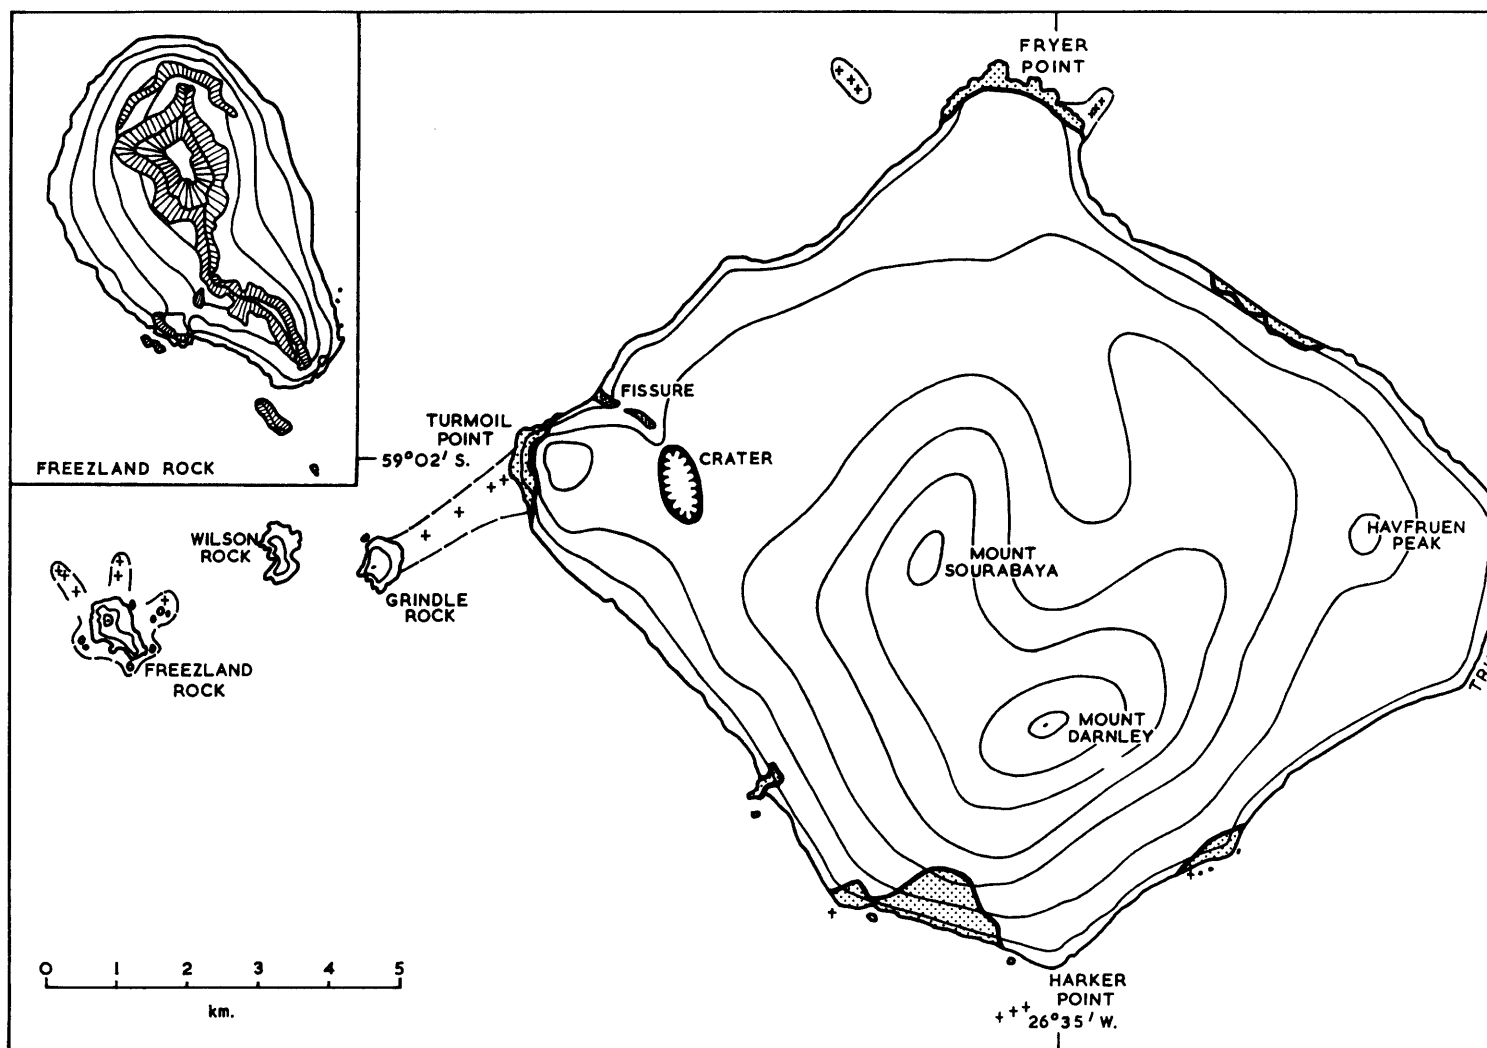 FRYER
POINT
FISSURE
TURMOIL
POINT
CRATER
59°02' S.
FREEZLAND ROCK
WILSON
ROCK
HAVFRUEN
PEAK
MOUNT
SOURABAYA
GRINDLE
ROCK
FREEZLAND
ROCK
MOUNT
DARNLEY
0 1 2 3 4 5
km.
HARKER
POINT
26°35' W.